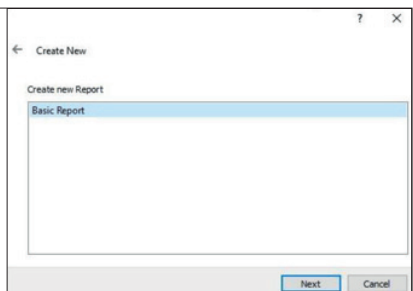 ? ×
← Create New
Create new Report
Basic Report
Next Cancel